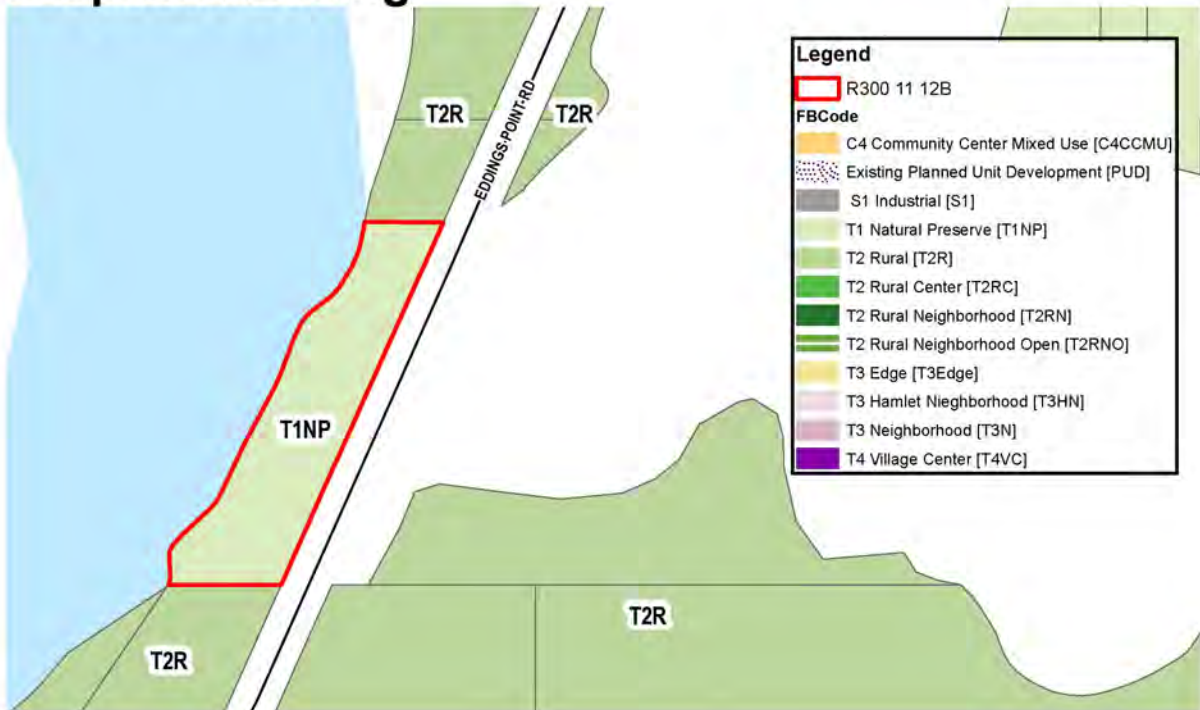 Legend
R300 11 12B
FBCode
C4 Community Center Mixed Use [C4CCMU]
Existing Planned Unit Development [PUD]
S1 Industrial [S1]
T1 Natural Preserve [T1NP]
T2 Rural [T2R]
T2 Rural Center [T2RC]
T2 Rural Neighborhood [T2RN]
T2 Rural Neighborhood Open [T2RNO]
T3 Edge [T3Edge]
T3 Hamlet Nieghborhood [T3HN]
T3 Neighborhood [T3N]
T4 Village Center [T4VC]
T2R
T2R
EDDINGS-POINT-RD
T1NP
T2R
T2R